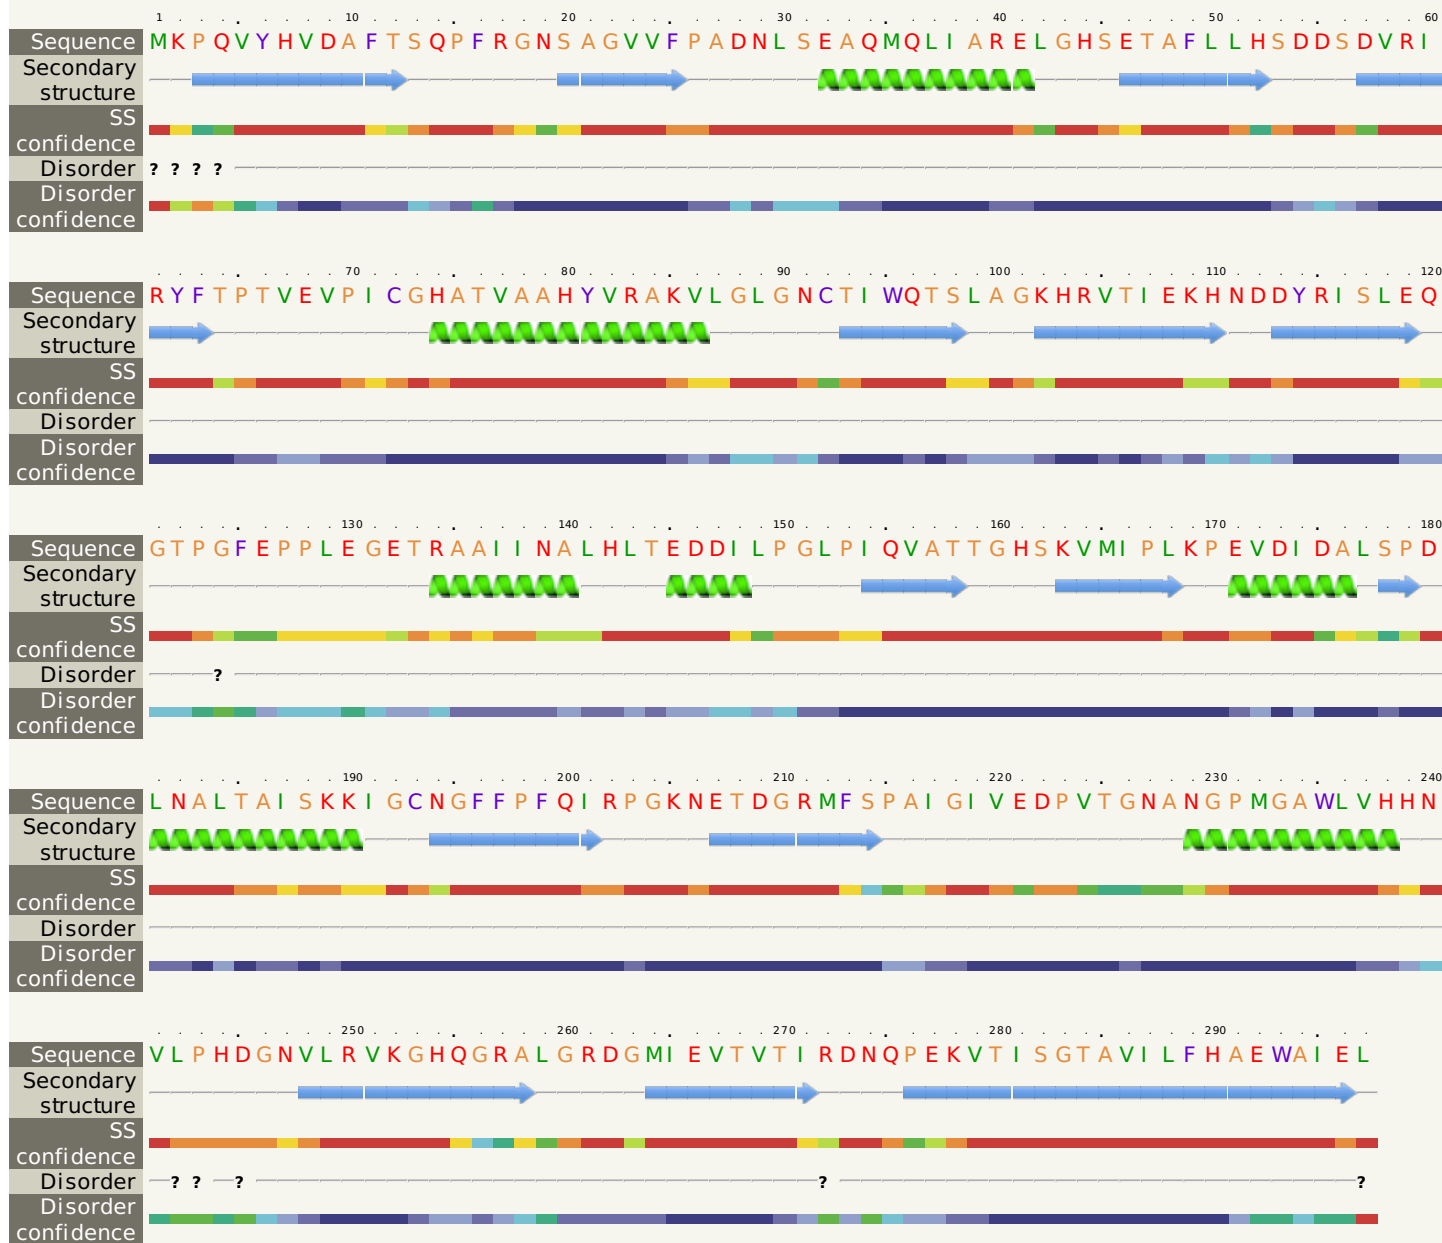 1 10 20 30 40 50 60
Sequence MKPQVYHVDAFTSQPFRGNSAGVVFPADNLSEAQMQLIARELGHSETAFLLHSDDSDVRI
Secondary
structure
SS
confidence
Disorder ? ? ? ?
Disorder
confidence
70 80 90 100 110 120
Sequence RYFTPTVEVPICGHATVAAHYVRAKVLGLGNCTIWQTSLAGKHRVTIEKHNDDYRISLEQ
Secondary
structure
SS
confidence
Disorder
Disorder
confidence
130 140 150 160 170 180
Sequence GTPGFEPPLEGETRAAIINALHLTEDDILPGLPIQVATTGHSKVMIPLKPEVDIDALSPD
Secondary
structure
SS
confidence
Disorder ?
Disorder
confidence
190 200 210 220 230 240
Sequence LNALTAISKKIGCNGFFPFQIRPGKNETDGRMFSPAIGIVEDPVTGNANGPMGAWLVHHN
Secondary
structure
SS
confidence
Disorder
Disorder
confidence
250 260 270 280 290
Sequence VLPHDGNVLRVKGHQGRALGRDGMIEVTVTIRDNQPEKVTISGTAVILFHAEWAIEL
Secondary
structure
SS
confidence
Disorder ? ? ? ? ?
Disorder
confidence